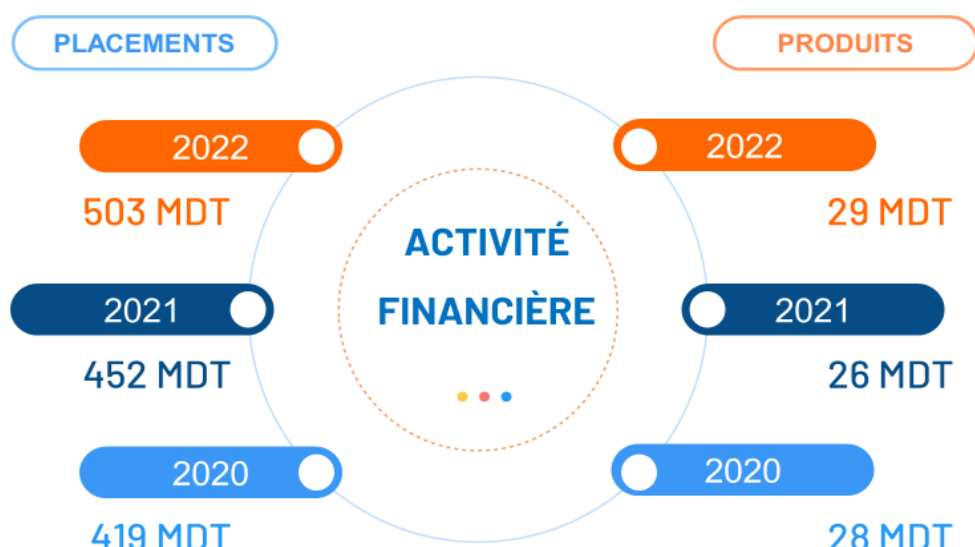 PLACEMENTS
PRODUITS
2022
503 MDT
2021
452 MDT
2020
419 MDT
ACTIVITÉ
FINANCIÈRE
2022
29 MDT
2021
26 MDT
2020
28 MDT